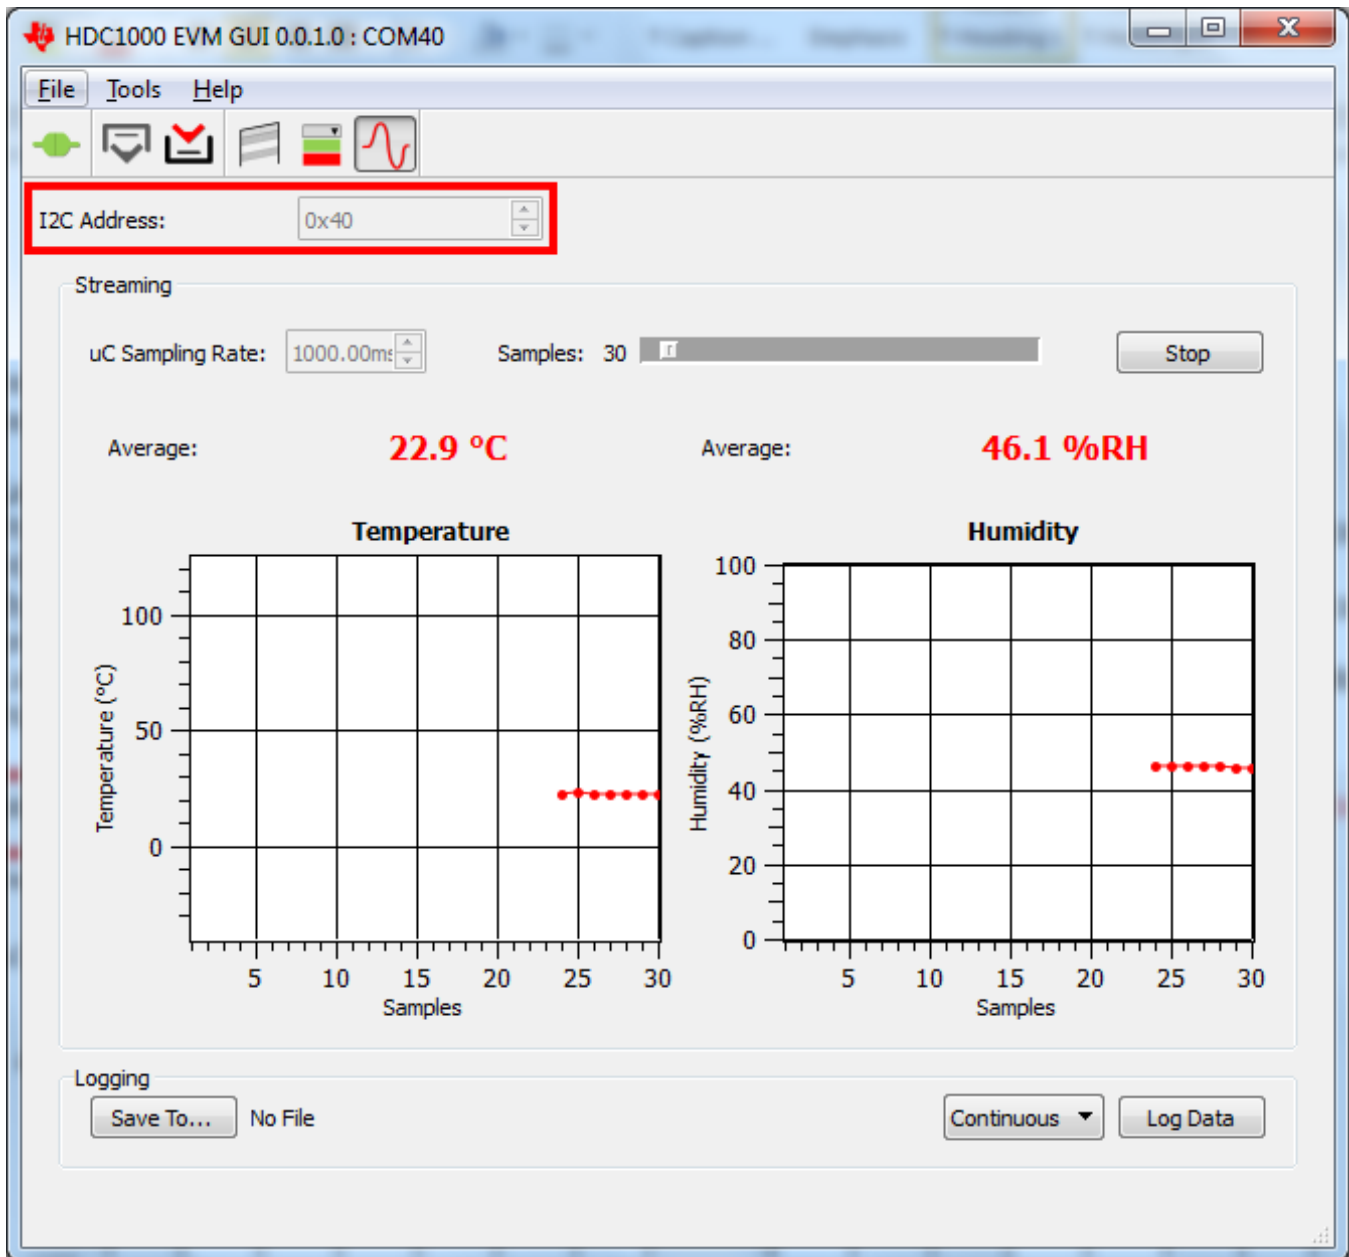 HDC1000 EVM GUI 0.0.1.0 : COM40
File Tools Help
I2C Address: 0x40
Streaming
uC Sampling Rate: 1000.00ms Samples: 30 Stop
Average: 22.9 °C Average: 46.1 %RH
Temperature
100
50
0
Temperature (°C)
5 10 15 20 25 30
Samples
Humidity
100
80
60
40
20
0
Humidity (%RH)
5 10 15 20 25 30
Samples
Logging
Save To... No File Continuous Log Data